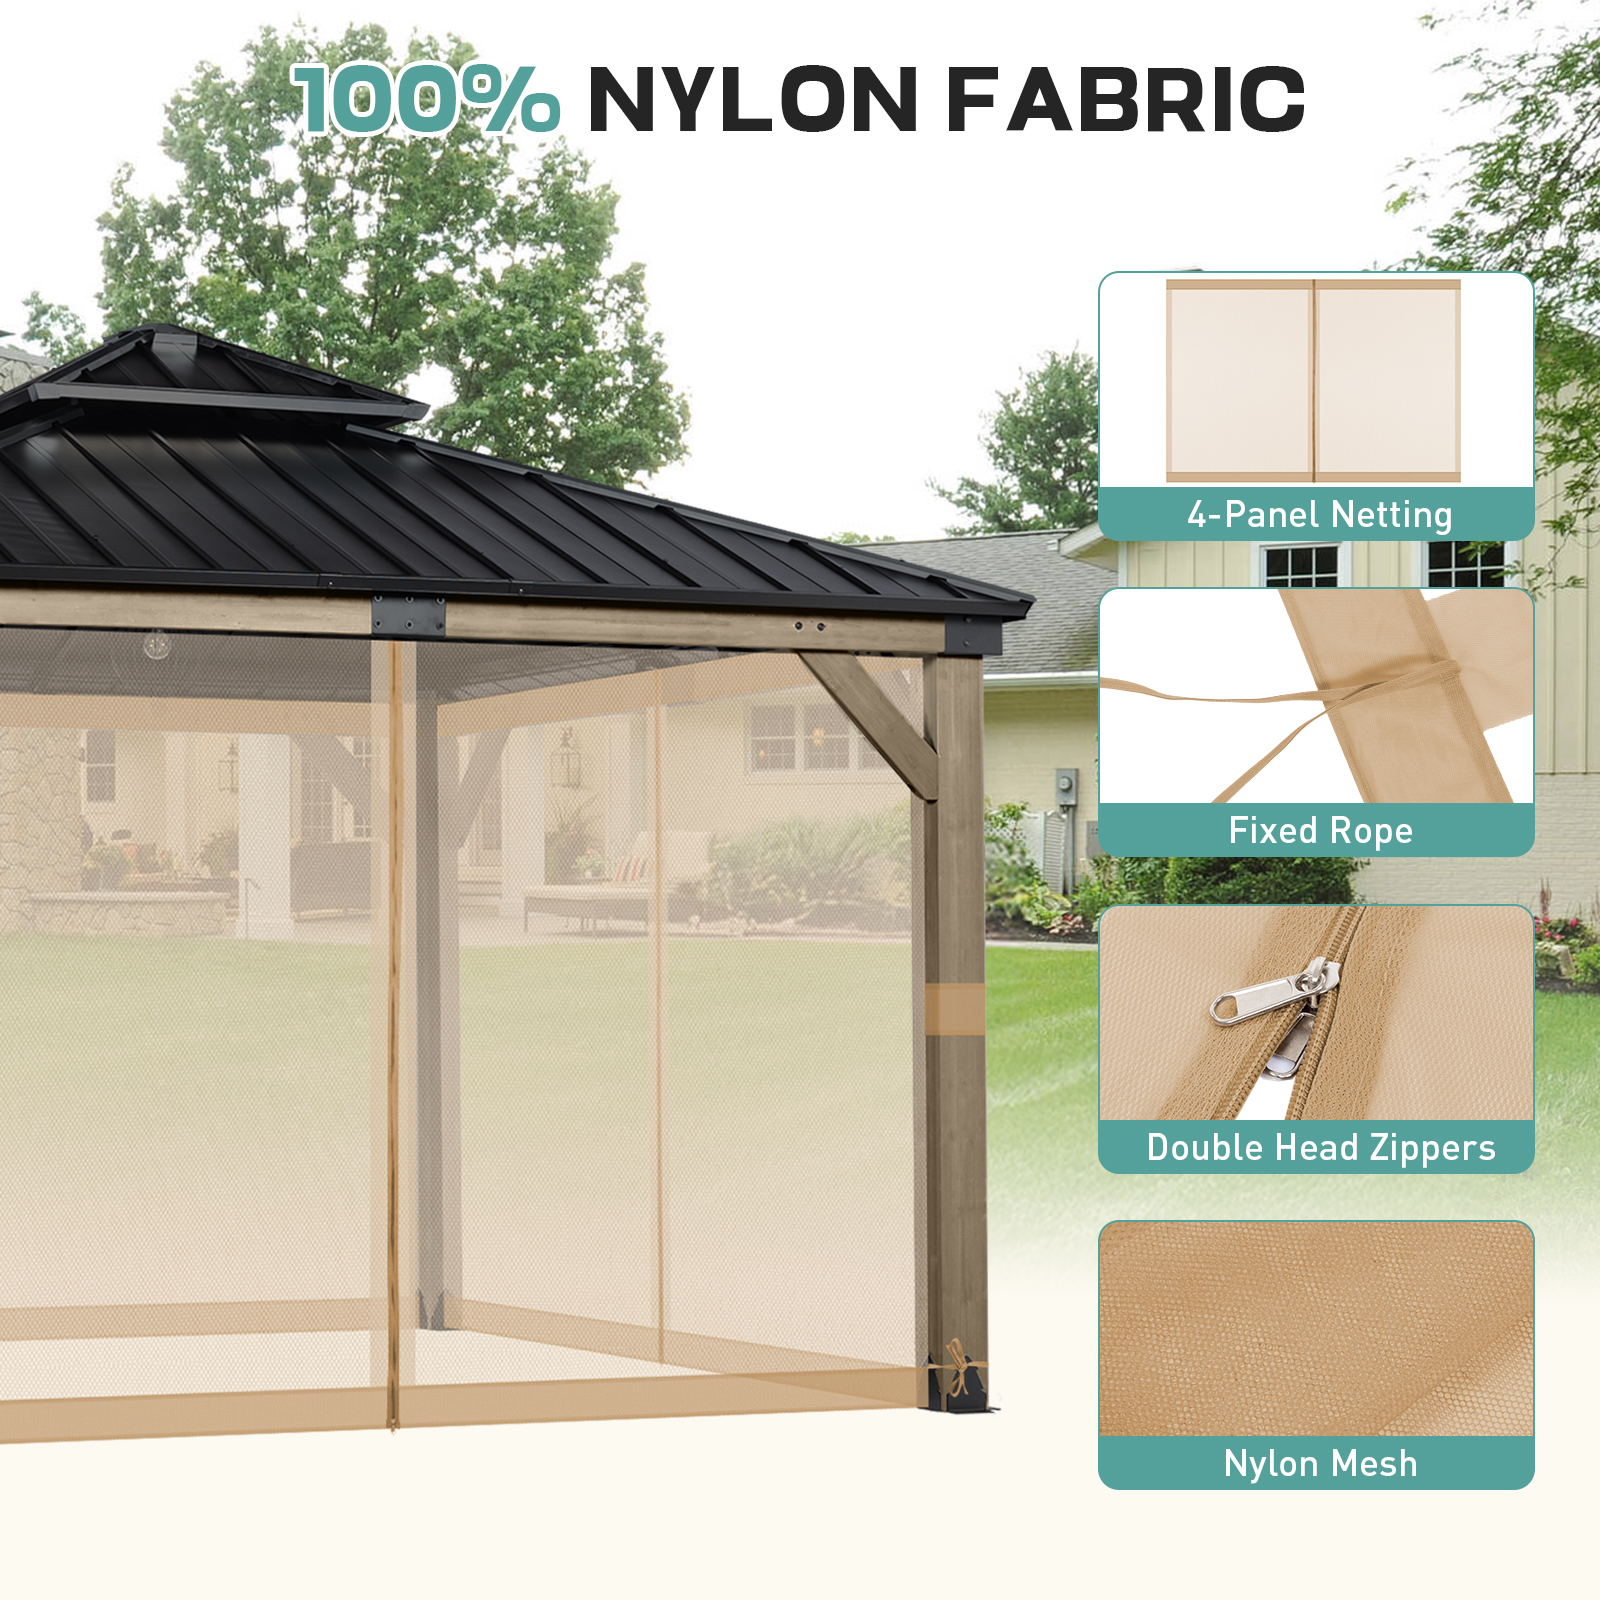 100% NYLON FABRIC
4-Panel Netting
Fixed Rope
Double Head Zippers
Nylon Mesh